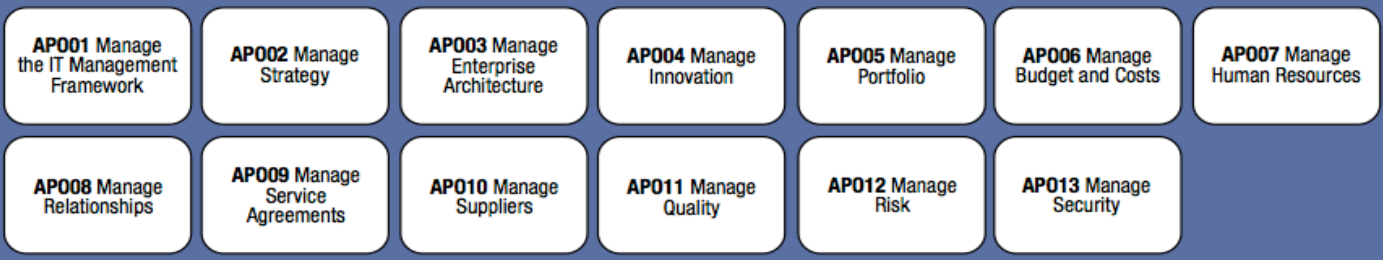 APO01 Manage
the IT Management
Framework
APO02 Manage
Strategy
APO03 Manage
Enterprise
Architecture
APO04 Manage
Innovation
APO05 Manage
Portfolio
APO06 Manage
Budget and Costs
APO07 Manage
Human Resources
APO08 Manage
Relationships
APO09 Manage
Service
Agreements
APO10 Manage
Suppliers
APO11 Manage
Quality
APO12 Manage
Risk
APO13 Manage
Security